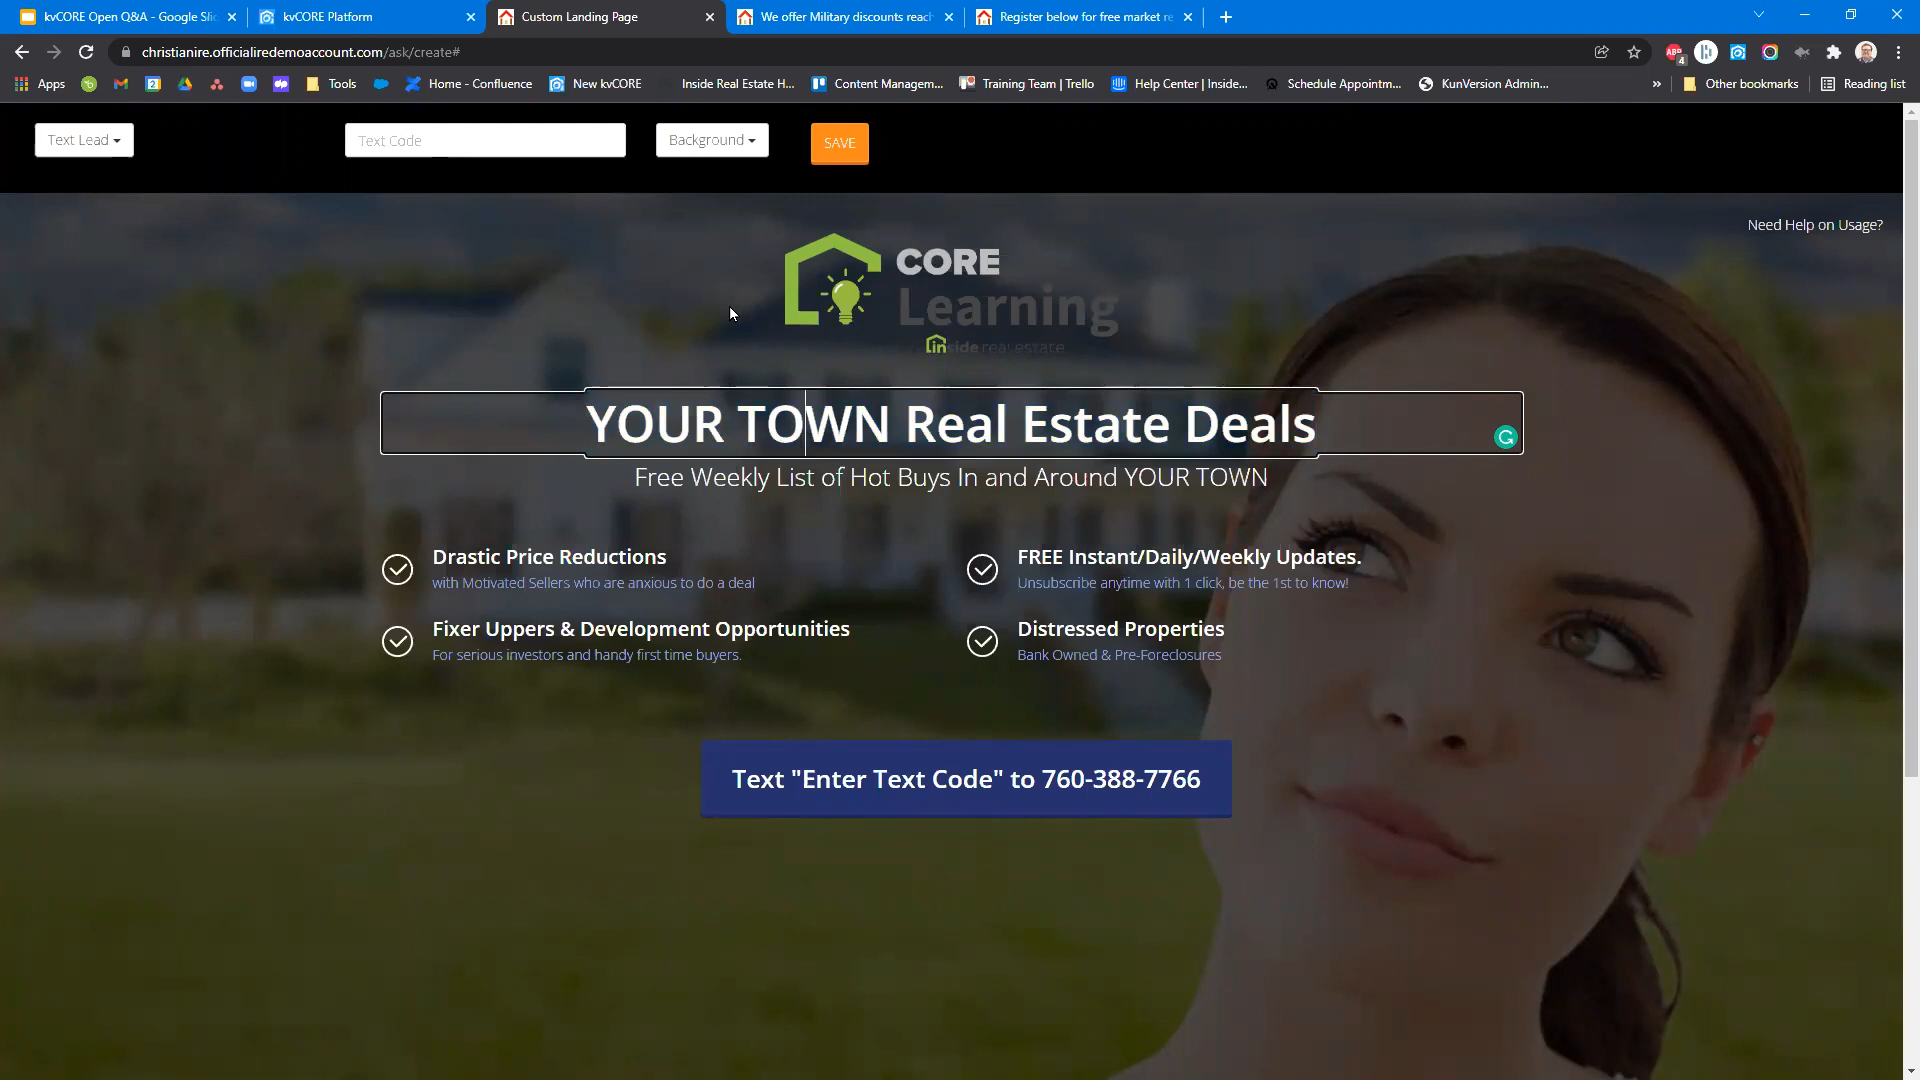 kvCORE Open Q&A - Google Slic
kvCORE Platform
Custom Landing Page
We offer Military discounts reach
Register below for free market re
christianire.officialiredemoaccount.com/ask/create#
4
Apps
Tools
Home - Confluence
New kvCORE
Inside Real Estate H...
Content Managem...
Training Team | Trello
Help Center | Inside...
Schedule Appointm...
KunVersion Admin...
»
Other bookmarks
Reading list
Text Lead
Text Code
Background
SAVE
Need Help on Usage?
CORE
Learning
inside real estate
YOUR TOWN Real Estate Deals
Free Weekly List of Hot Buys In and Around YOUR TOWN
Drastic Price Reductions
with Motivated Sellers who are anxious to do a deal
FREE Instant/Daily/Weekly Updates.
Unsubscribe anytime with 1 click, be the 1st to know!
Fixer Uppers & Development Opportunities
For serious investors and handy first time buyers.
Distressed Properties
Bank Owned & Pre-Foreclosures
Text "Enter Text Code" to 760-388-7766